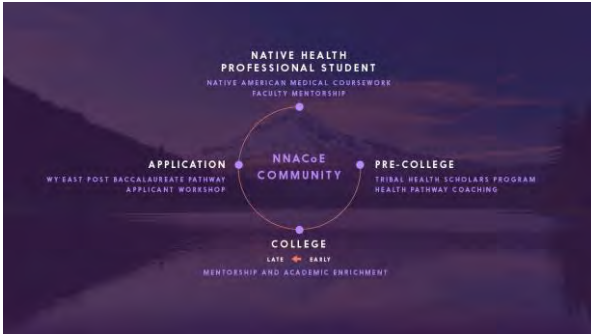 NATIVE HEALTH
PROFESSIONAL STUDENT
NATIVE AMERICAN MEDICAL COURSEWORK
FACULTY MENTORSHIP
APPLICATION
WY'EAST POST BACCALAUREATE PATHWAY
APPLICANT WORKSHOP
NNACoE
COMMUNITY
PRE-COLLEGE
TRIBAL HEALTH SCHOLARS PROGRAM
HEALTH PATHWAY COACHING
COLLEGE
LATE EARLY
MENTORSHIP AND ACADEMIC ENRICHMENT